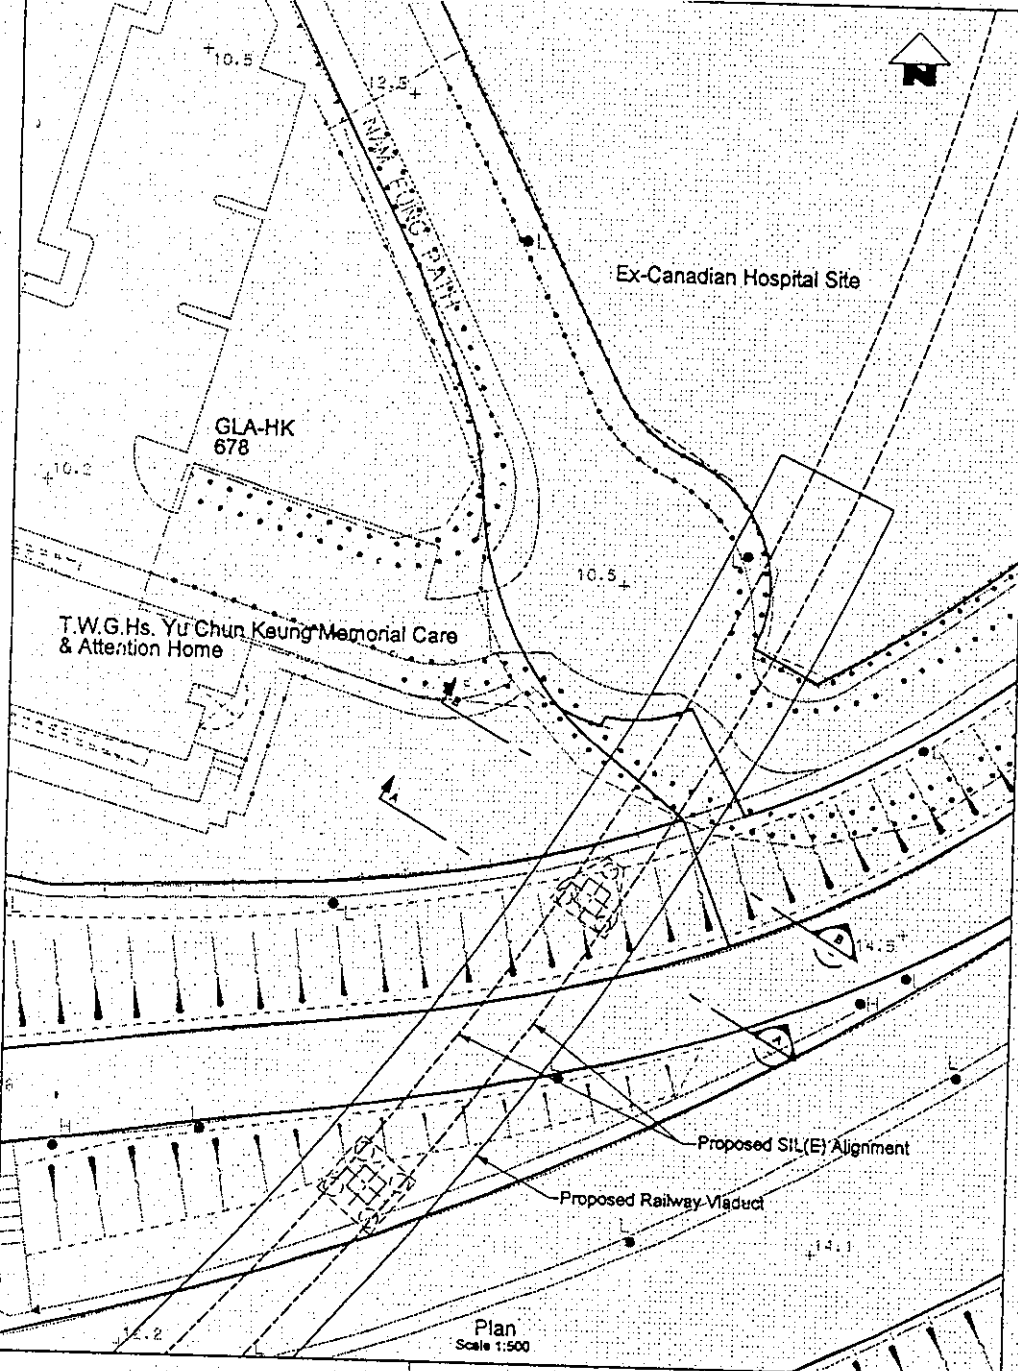 10.5
12.5
N
NAM FUNG PATH
L
Ex-Canadian Hospital Site
GLA-HK
678
10.2
L
10.5
T.W.G.Hs. Yu Chun Keung Memorial Care
& Attention Home
B
A
L
L
B
14.5
L
H
A
L
L
H
L
Proposed SIL(E) Alignment
Proposed Railway Viaduct
L
14.1
Plan
Scale 1:500